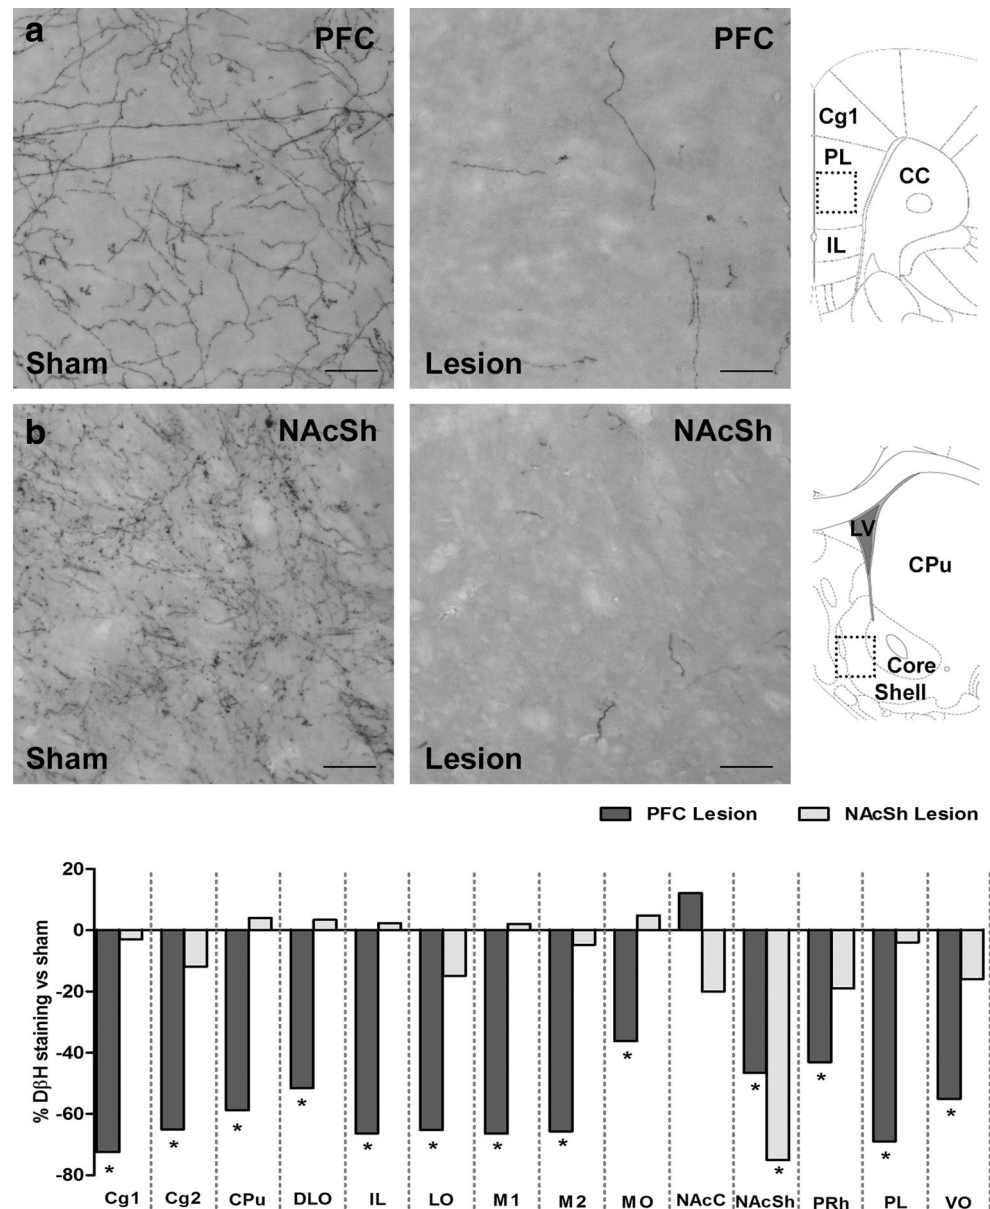 a
PFC
Sham
PFC
Lesion
Cg1
PL
CC
IL
b
NAcSh
Sham
NAcSh
Lesion
LV
CPu
Core
Shell
PFC Lesion NAcSh Lesion
% DβH staining vs sham
20
0
-20
-40
-60
-80
* * * * * * * * * * * * * *
Cg1 Cg2 CPu DLO IL LO M1 M2 MO NAcC NAcSh PRh PL VO